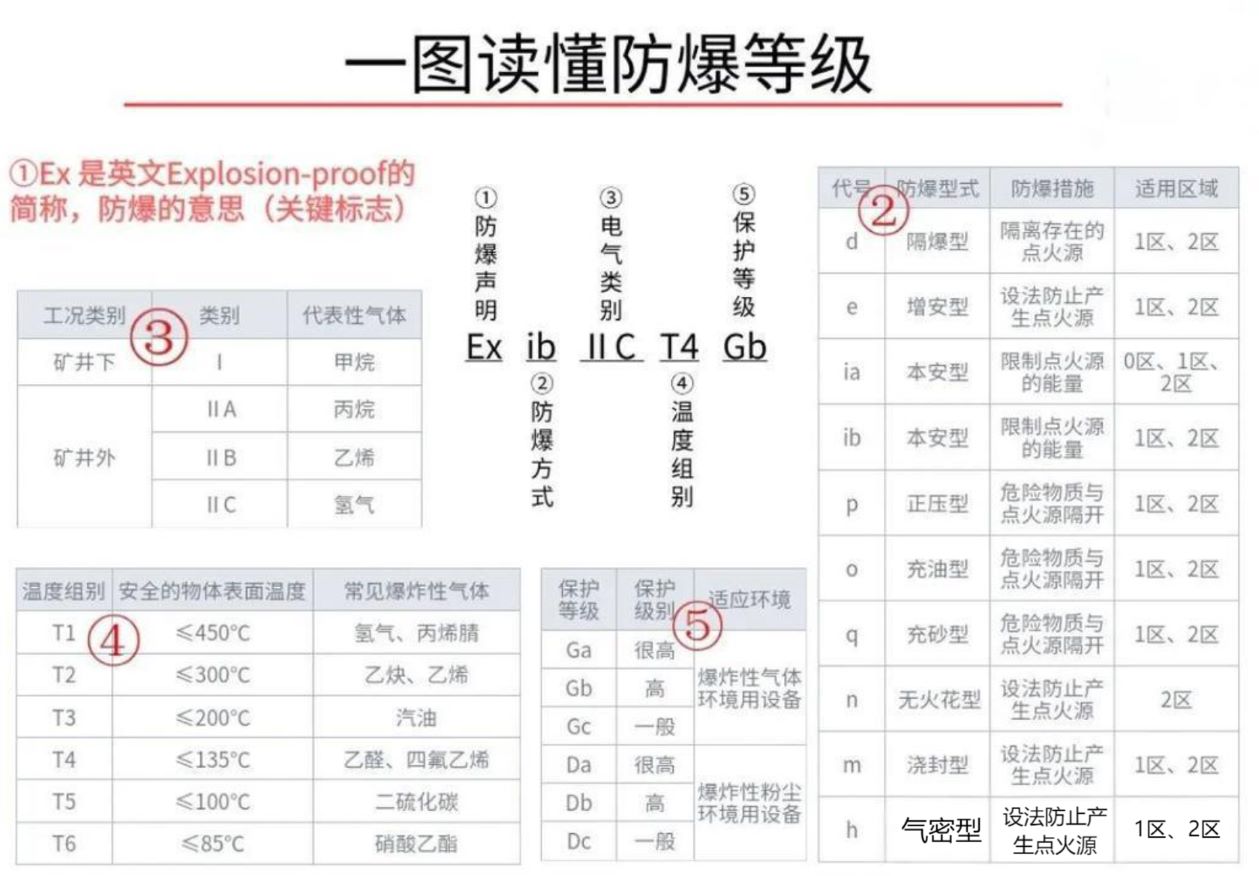 一图读懂防爆等级
①Ex 是英文Explosion-proof的
简称，防爆的意思（关键标志）
①防爆声明
③电气类别
⑤保护等级
Ex ib IIC T4 Gb
②防爆方式
④温度组别
③
工况类别 类别 代表性气体
矿井下 I 甲烷
矿井外
IIA 丙烷
IIB 乙烯
IIC 氢气
④
温度组别 安全的物体表面温度 常见爆炸性气体
T1 ≤450℃ 氢气、丙烯腈
T2 ≤300℃ 乙炔、乙烯
T3 ≤200℃ 汽油
T4 ≤135℃ 乙醛、四氟乙烯
T5 ≤100℃ 二硫化碳
T6 ≤85℃ 硝酸乙酯
⑤
保护等级 保护级别 适应环境
Ga 很高
Gb 高
Gc 一般
爆炸性气体
环境用设备
Da 很高
Db 高
Dc 一般
爆炸性粉尘
环境用设备
②
代号 防爆型式 防爆措施 适用区域
d 隔爆型 隔离存在的点火源 1区、2区
e 增安型 设法防止产生点火源 1区、2区
ia 本安型 限制点火源的能量 0区、1区、2区
ib 本安型 限制点火源的能量 1区、2区
p 正压型 危险物质与点火源隔开 1区、2区
o 充油型 危险物质与点火源隔开 1区、2区
q 充砂型 危险物质与点火源隔开 1区、2区
n 无火花型 设法防止产生点火源 2区
m 浇封型 设法防止产生点火源 1区、2区
h 气密型 设法防止产生点火源 1区、2区